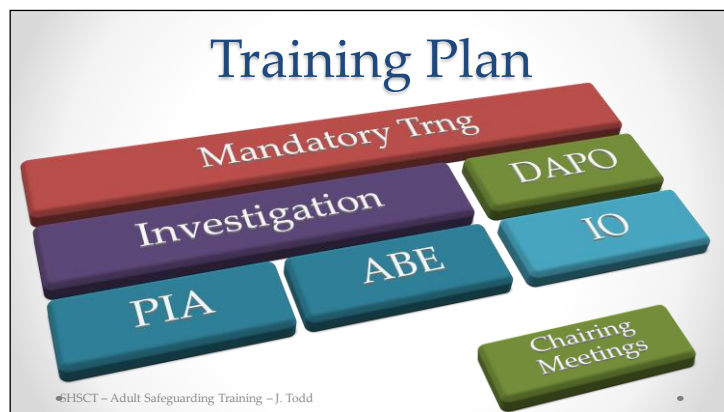 Training Plan
Mandatory Trng
Investigation
DAPO
PIA
ABE
IO
Chairing
Meetings
SHSCT – Adult Safeguarding Training – J. Todd